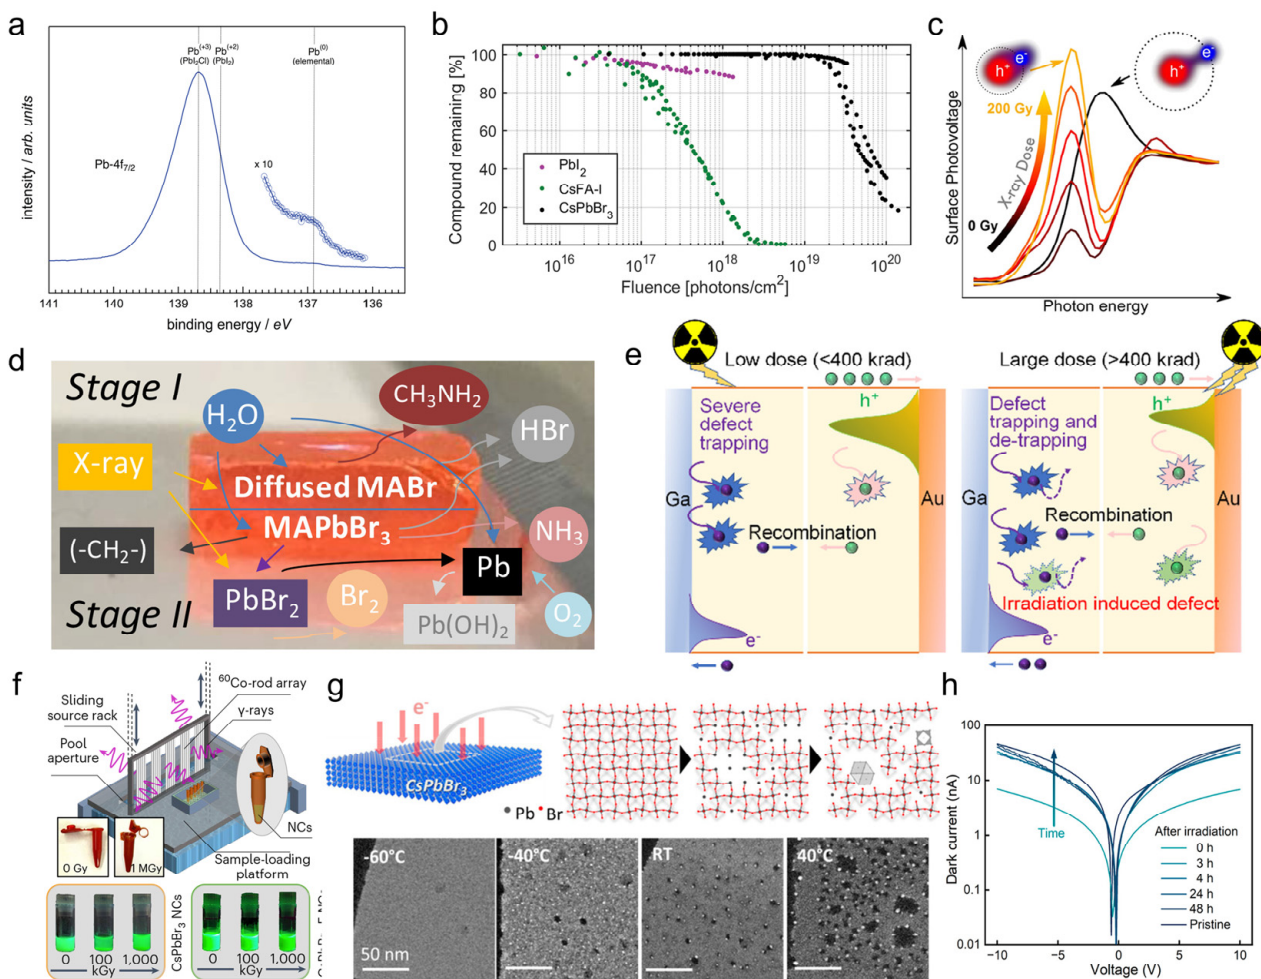 a
Pb(+3)
(PbI2Cl)
Pb(+2)
(PbI2)
Pb(0)
(elemental)
Pb-4f7/2
x 10
intensity / arb. units
141
140
139
138
137
136
binding energy / eV
b
Compound remaining [%]
100
80
60
40
20
0
PbI2
CsFA-I
CsPbBr3
10^16
10^17
10^18
10^19
10^20
Fluence [photons/cm²]
c
Surface Photovoltage
h+
e-
h+
e-
200 Gy
X-ray Dose
0 Gy
Photon energy
d
Stage I
H2O
CH3NH2
HBr
X-ray
Diffused MABr
MAPbBr3
NH3
(-CH2-)
Pb
PbBr2
Br2
O2
Stage II
Pb(OH)2
e
Low dose (<400 krad)
Large dose (>400 krad)
Severe
defect
trapping
h+
Ga
Recombination
Au
e-
Defect
trapping and
de-trapping
h+
Ga
Recombination
Au
Irradiation induced defect
e-
f
60Co-rod array
Sliding
source rack
γ-rays
Pool
aperture
NCs
0 Gy
1 MGy
Sample-loading
platform
0
100
1,000
kGy
CsPbBr3 NCs
0
100
1,000
kGy
g
e-
CsPbBr3
Pb
Br
-60°C
-40°C
RT
40°C
50 nm
h
Dark current (nA)
100
10
1
0.1
0.01
Time
After irradiation
0 h
3 h
4 h
24 h
48 h
Pristine
-10
-5
0
5
10
Voltage (V)